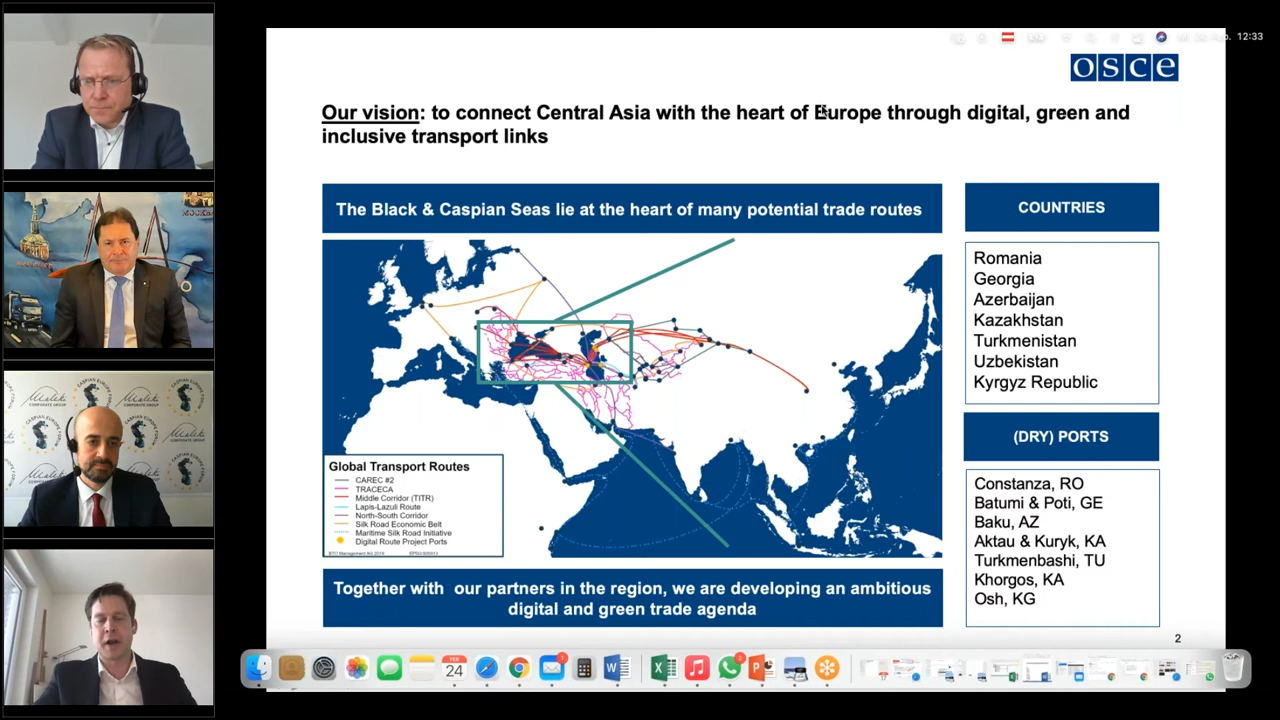 12:33
osce
Our vision: to connect Central Asia with the heart of Europe through digital, green and
inclusive transport links
The Black & Caspian Seas lie at the heart of many potential trade routes
Global Transport Routes
CAREC #2
TRACECA
Middle Corridor (TITR)
Lapis-Lazuli Route
North-South Corridor
Silk Road Economic Belt
Maritime Silk Road Initiative
Digital Route Project Ports
Together with our partners in the region, we are developing an ambitious
digital and green trade agenda
COUNTRIES
Romania
Georgia
Azerbaijan
Kazakhstan
Turkmenistan
Uzbekistan
Kyrgyz Republic
(DRY) PORTS
Constanza, RO
Batumi & Poti, GE
Baku, AZ
Aktau & Kuryk, KA
Turkmenbashi, TU
Khorgos, KA
Osh, KG
2
24
CASPIAN EUROPE FORUM